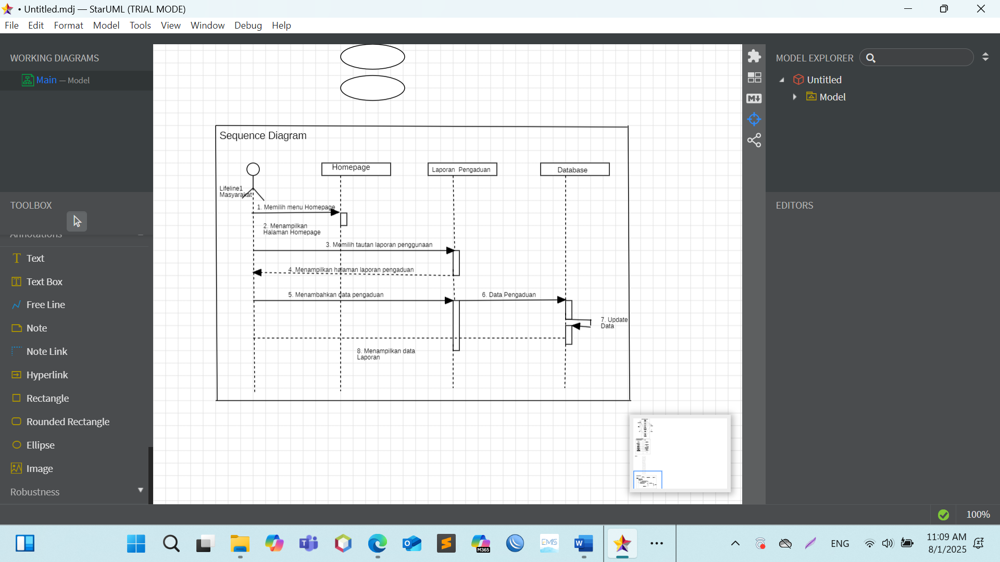 • Untitled.mdj — StarUML (TRIAL MODE)
File Edit Format Model Tools View Window Debug Help
WORKING DIAGRAMS
Main — Model
TOOLBOX
Annotations
Text
Text Box
Free Line
Note
Note Link
Hyperlink
Rectangle
Rounded Rectangle
Ellipse
Image
Robustness
Sequence Diagram
Homepage
Laporan Pengaduan
Database
Lifeline1
Masyarakat
1. Memilih menu Homepage
2. Menampilkan
Halaman Homepage
3. Memilih tautan laporan penggunaan
4. Menampilkan halaman laporan pengaduan
5. Menambahkan data pengaduan
6. Data Pengaduan
7. Update
Data
8. Menampilkan data
Laporan
MODEL EXPLORER
Untitled
Model
EDITORS
100%
M365
EMIS
ENG
11:09 AM
8/1/2025